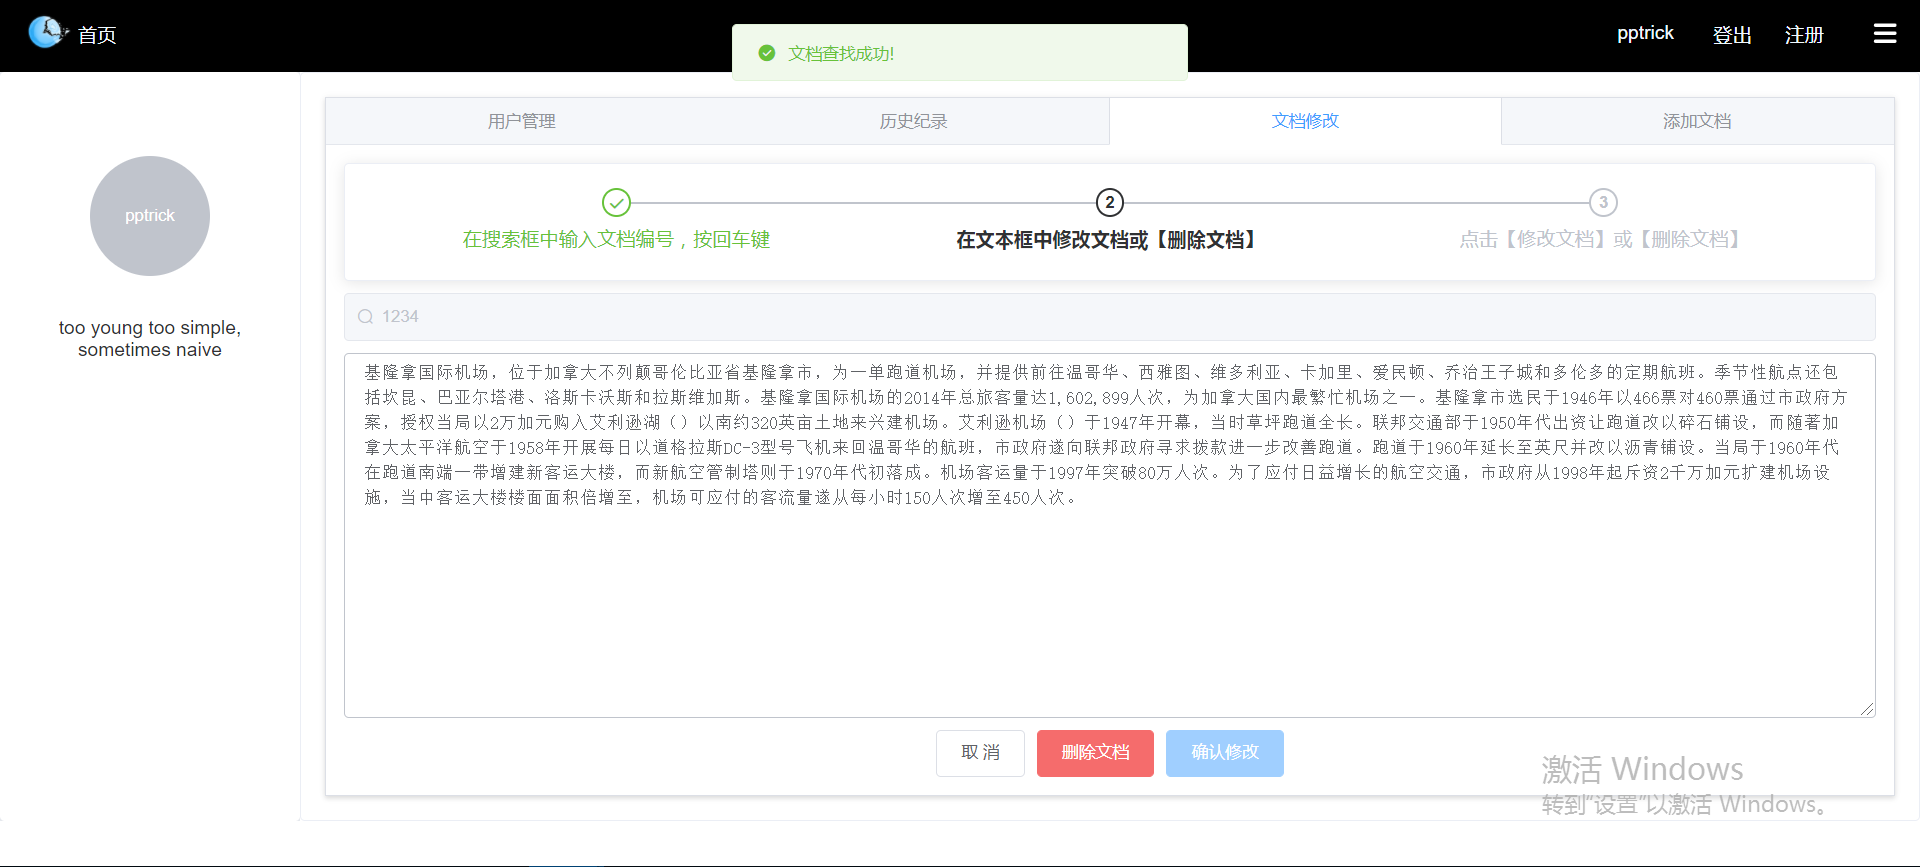 首页
文档查找成功!
pptrick
登出
注册
用户管理
历史纪录
文档修改
添加文档
pptrick
too young too simple,
sometimes naive
2
3
在搜索框中输入文档编号，按回车键
在文本框中修改文档或【删除文档】
点击【修改文档】或【删除文档】
1234
基隆拿国际机场，位于加拿大不列颠哥伦比亚省基隆拿市，为一单跑道机场，并提供前往温哥华、西雅图、维多利亚、卡加里、爱民顿、乔治王子城和多伦多的定期航班。季节性航点还包
括坎昆、巴亚尔塔港、洛斯卡沃斯和拉斯维加斯。基隆拿国际机场的2014年总旅客量达1,602,899人次，为加拿大国内最繁忙机场之一。基隆拿市选民于1946年以466票对460票通过市政府方
案，授权当局以2万加元购入艾利逊湖（）以南约320英亩土地来兴建机场。艾利逊机场（）于1947年开幕，当时草坪跑道全长。联邦交通部于1950年代出资让跑道改以碎石铺设，而随著加
拿大太平洋航空于1958年开展每日以道格拉斯DC-3型号飞机来回温哥华的航班，市政府遂向联邦政府寻求拨款进一步改善跑道。跑道于1960年延长至英尺并改以沥青铺设。当局于1960年代
在跑道南端一带增建新客运大楼，而新航空管制塔则于1970年代初落成。机场客运量于1997年突破80万人次。为了应付日益增长的航空交通，市政府从1998年起斥资2千万加元扩建机场设
施，当中客运大楼楼面面积倍增至，机场可应付的客流量遂从每小时150人次增至450人次。
取 消
删除文档
确认修改
激活 Windows
转到"设置"以激活 Windows。